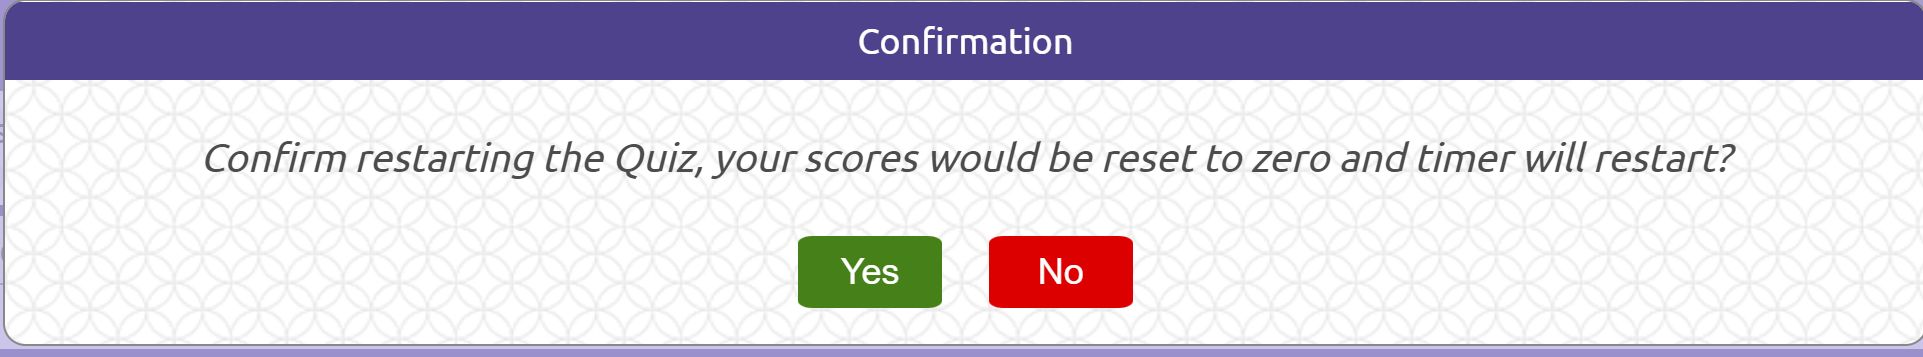 Confirmation
Confirm restarting the Quiz, your scores would be reset to zero and timer will restart?
Yes No